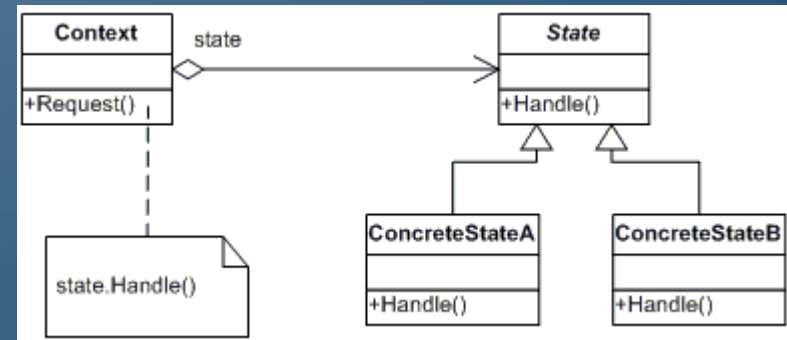 Context
state
State
+Request()
+Handle()
state.Handle()
ConcreteStateA
ConcreteStateB
+Handle()
+Handle()